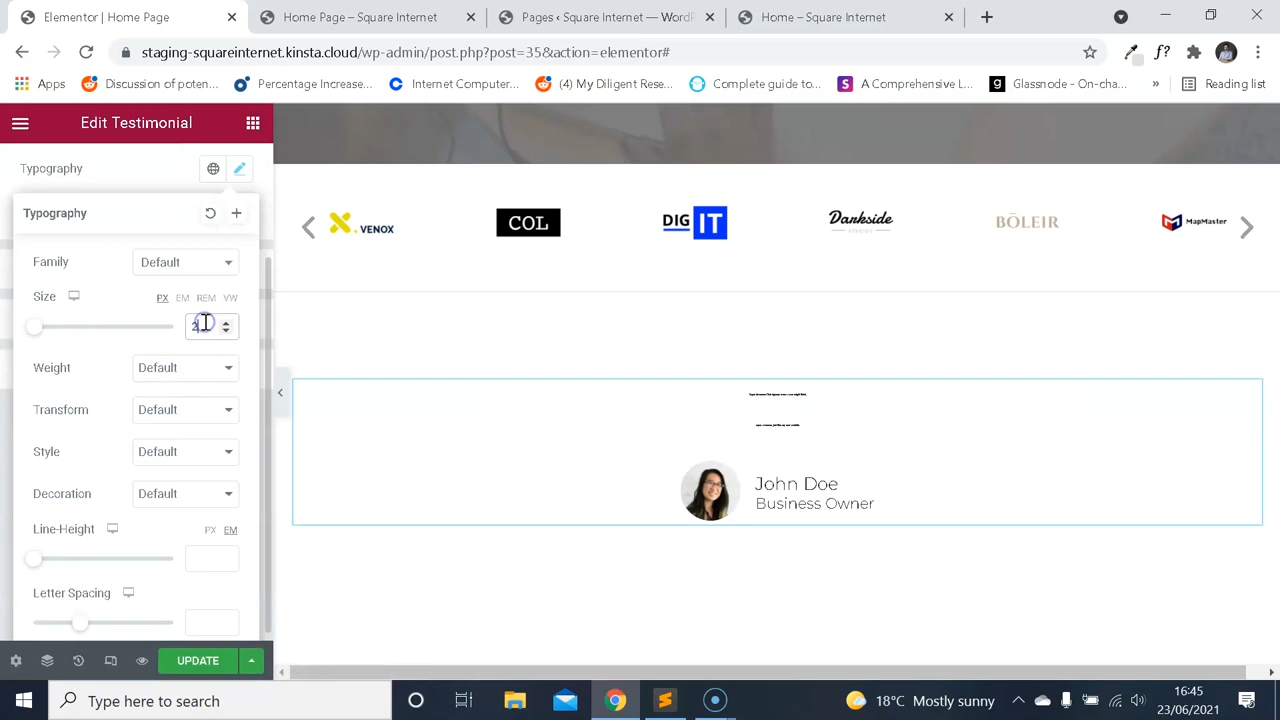 Elementor | Home Page
Home Page – Square Internet
Pages ‹ Square Internet — WordPr
Home – Square Internet
staging-squareinternet.kinsta.cloud/wp-admin/post.php?post=35&action=elementor#
f?
Apps
Discussion of poten...
Percentage Increase...
Internet Computer...
(4) My Diligent Rese...
Complete guide to...
A Comprehensive L...
Glassnode - On-cha...
»
Reading list
Edit Testimonial
Typography
Typography
Family
Default
Size
PX
EM
REM
VW
2
Weight
Default
Transform
Default
Style
Default
Decoration
Default
Line-Height
PX
EM
Letter Spacing
UPDATE
VENOX
COL
DIG IT
Darkside
STUDIOS
BŌLEIR
MapMaster
John Doe
Business Owner
Type here to search
18°C Mostly sunny
16:45
23/06/2021